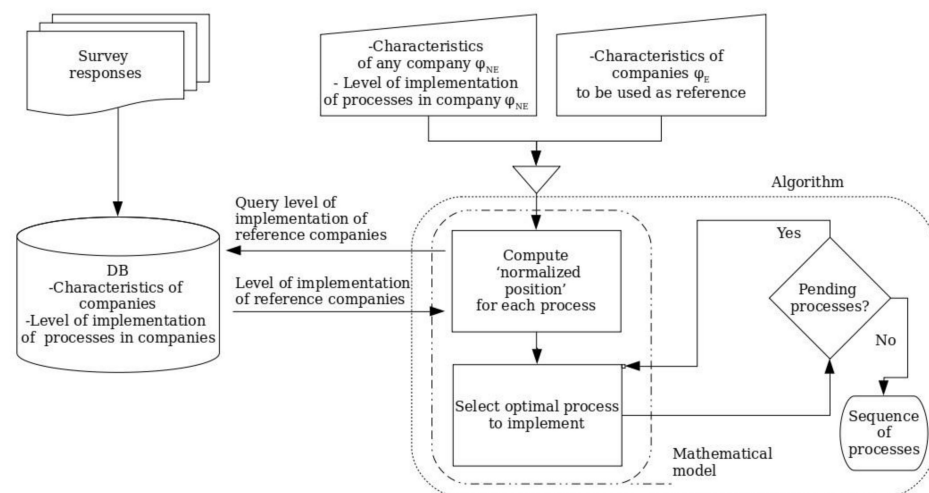 Survey
responses
-Characteristics
of any company φNE
- Level of implementation
of processes in company φNE
-Characteristics of
companies φE
to be used as reference
Algorithm
Query level of
implementation of
reference companies
Level of implementation
of reference companies
DB
-Characteristics of
companies
-Level of implementation
of processes in companies
Compute
‘normalized
position’
for each process
Select optimal process
to implement
Yes
Pending
processes?
No
Sequence
of
processes
Mathematical
model